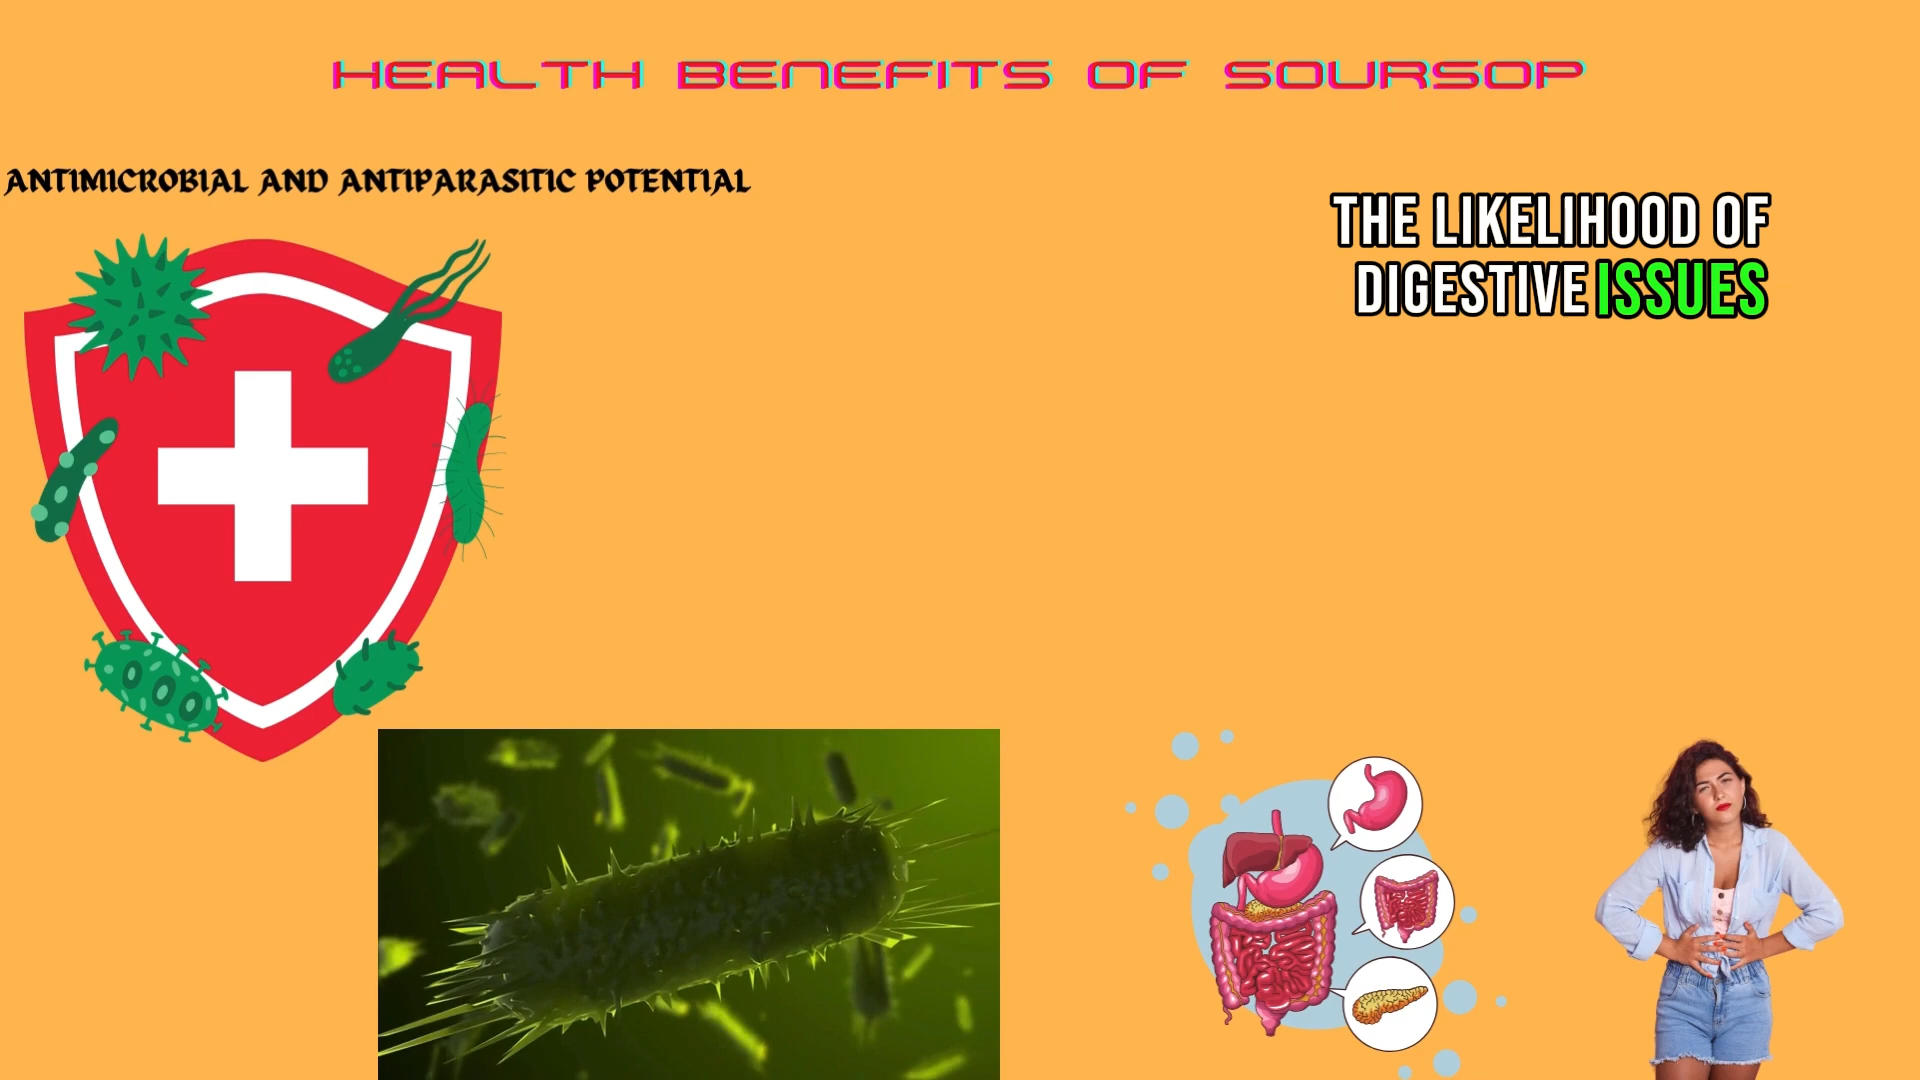 HEALTH BENEFITS OF SOURSOP
ANTIMICROBIAL AND ANTIPARASITIC POTENTIAL
THE LIKELIHOOD OF
DIGESTIVE ISSUES